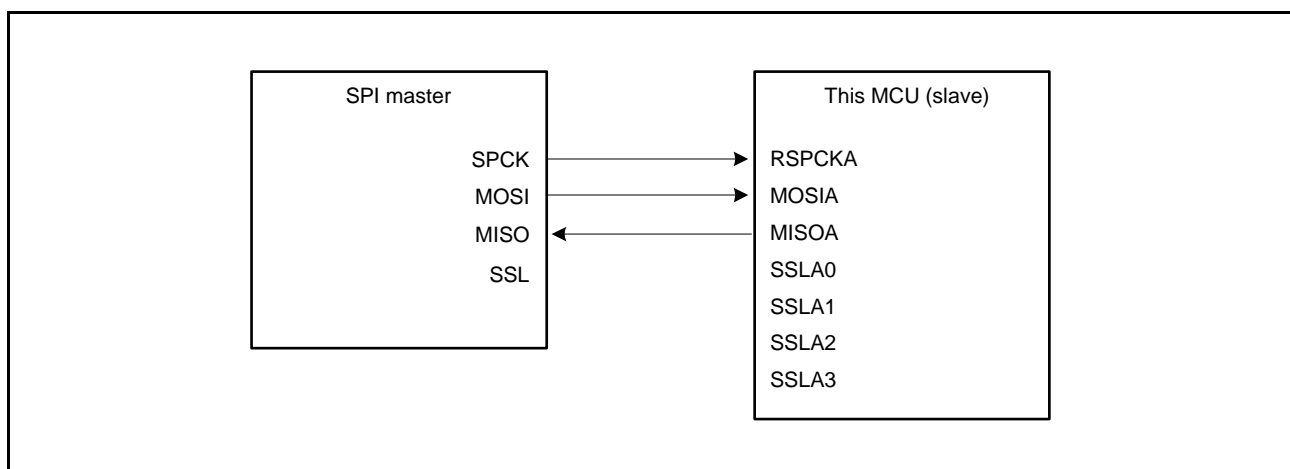 SPI master
SPCK
MOSI
MISO
SSL
This MCU (slave)
RSPCKA
MOSIA
MISOA
SSLA0
SSLA1
SSLA2
SSLA3